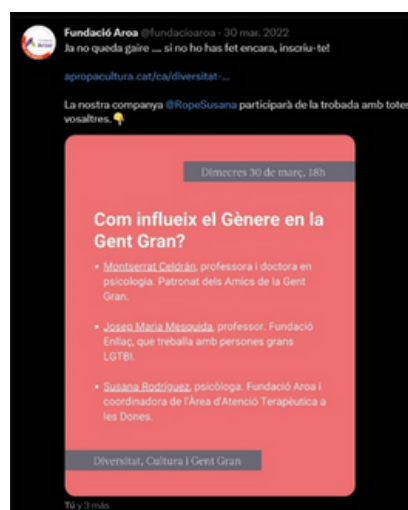 Fundació Aroa @fundacioaroa · 30 mar. 2022
Ja no queda gaire .... si no ho has fet encara, inscriu-te!
apropacultura.cat/ca/diversitat-...
La nostra companya @RopeSusana participarà de la trobada amb totes
vosaltres.👇
Dimecres 30 de març, 18h
Com influeix el Gènere en la
Gent Gran?
• Montserrat Celdrán, professora i doctora en
psicologia. Patronat dels Amics de la Gent
Gran.
• Josep Maria Mesquida, professor. Fundació
Enllaç, que treballa amb persones grans
LGTBI.
• Susana Rodríguez, psicòloga. Fundació Aroa i
coordinadora de l'Àrea d'Atenció Terapèutica a
les Dones.
Diversitat, Cultura i Gent Gran
Tú y 3 más